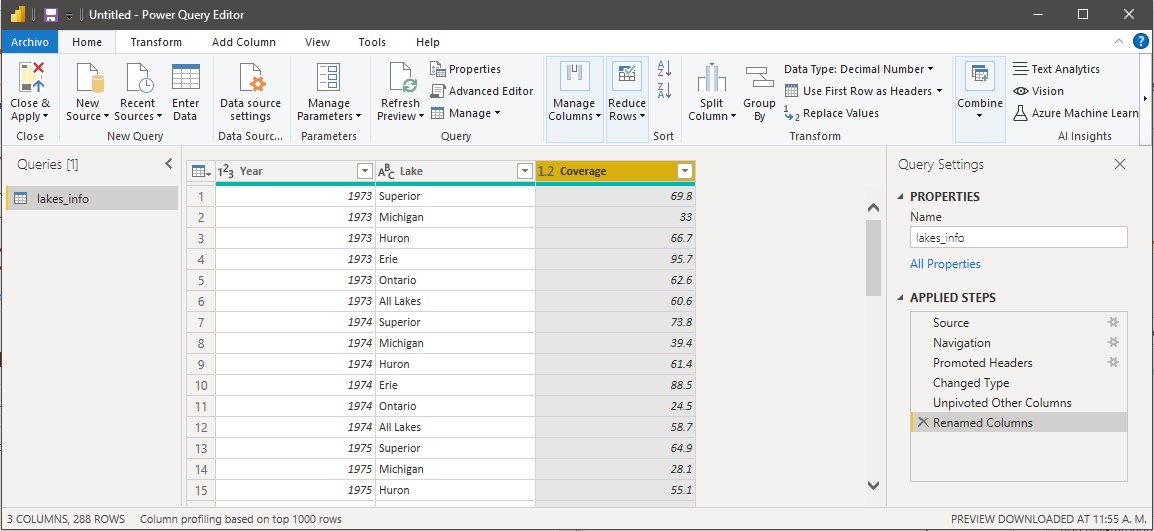 Untitled - Power Query Editor
Archivo Home Transform Add Column View Tools Help
Close & Apply
New Source
Recent Sources
Enter Data
Data source settings
Manage Parameters
Refresh Preview
Properties
Advanced Editor
Manage
Manage Columns
Reduce Rows
Split Column
Group By
Data Type: Decimal Number
Use First Row as Headers
Replace Values
Combine
Text Analytics
Vision
Azure Machine Learn
Close New Query Data Sourc... Parameters Query Sort Transform AI Insights
Queries [1]
lakes_info
1 2 3 Year A B C Lake 1.2 Coverage
1 1973 Superior 69.8
2 1973 Michigan 33
3 1973 Huron 66.7
4 1973 Erie 95.7
5 1973 Ontario 62.6
6 1973 All Lakes 60.6
7 1974 Superior 73.8
8 1974 Michigan 39.4
9 1974 Huron 61.4
10 1974 Erie 88.5
11 1974 Ontario 24.5
12 1974 All Lakes 58.7
13 1975 Superior 64.9
14 1975 Michigan 28.1
15 1975 Huron 55.1
Query Settings
PROPERTIES
Name
lakes_info
All Properties
APPLIED STEPS
Source
Navigation
Promoted Headers
Changed Type
Unpivoted Other Columns
Renamed Columns
3 COLUMNS, 288 ROWS Column profiling based on top 1000 rows PREVIEW DOWNLOADED AT 11:55 A. M.